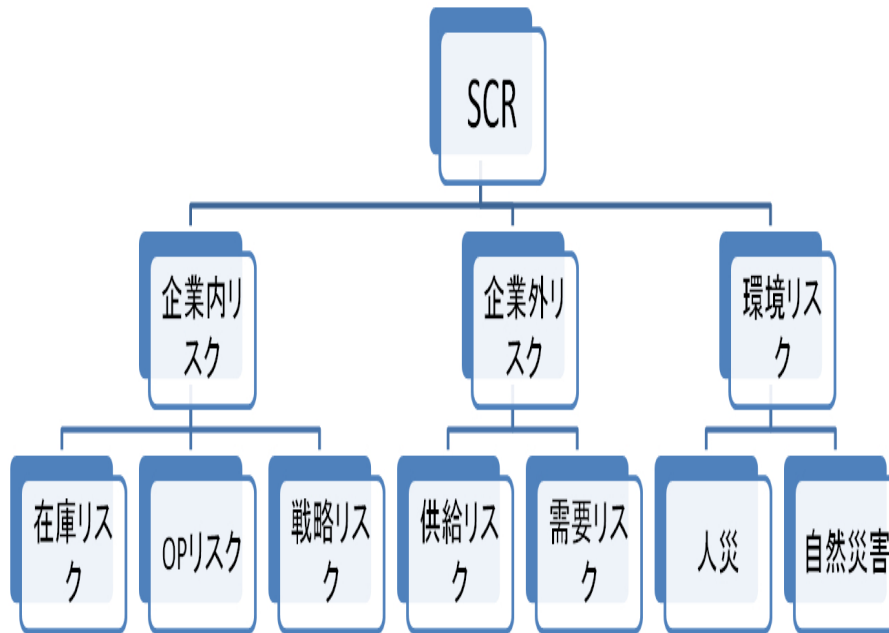 SCR
企業内リ
スク
企業外リ
スク
環境リス
ク
在庫リス
ク
OPリスク
戦略リス
ク
供給リス
ク
需要リス
ク
人災
自然災害